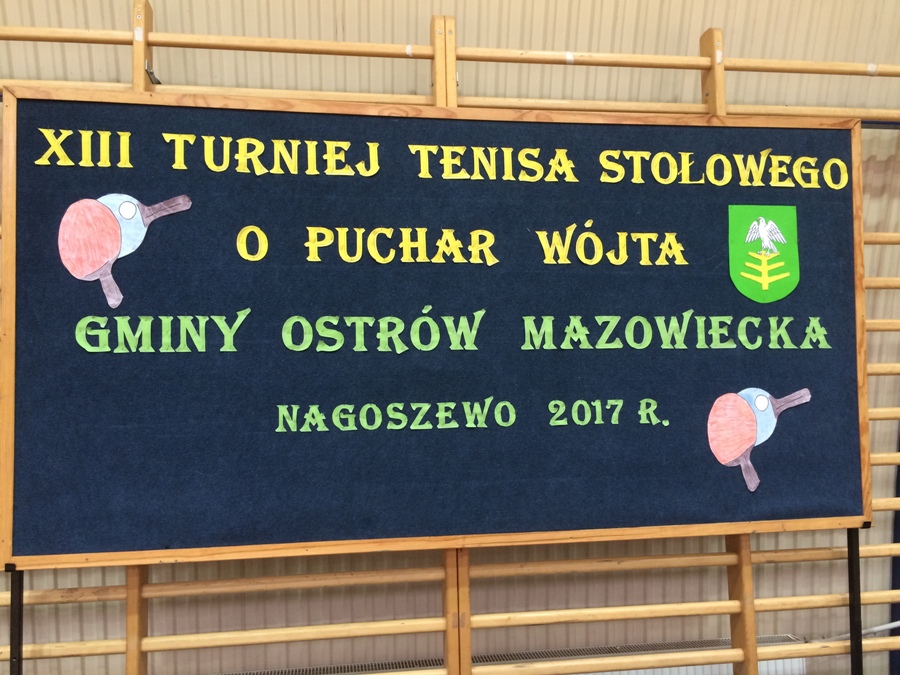 XIII TURNIEJ TENISA STOŁOWEGO
O PUCHAR WÓJTA
GMINY OSTRÓW MAZOWIECKA
NAGOSZEWO 2017 R.